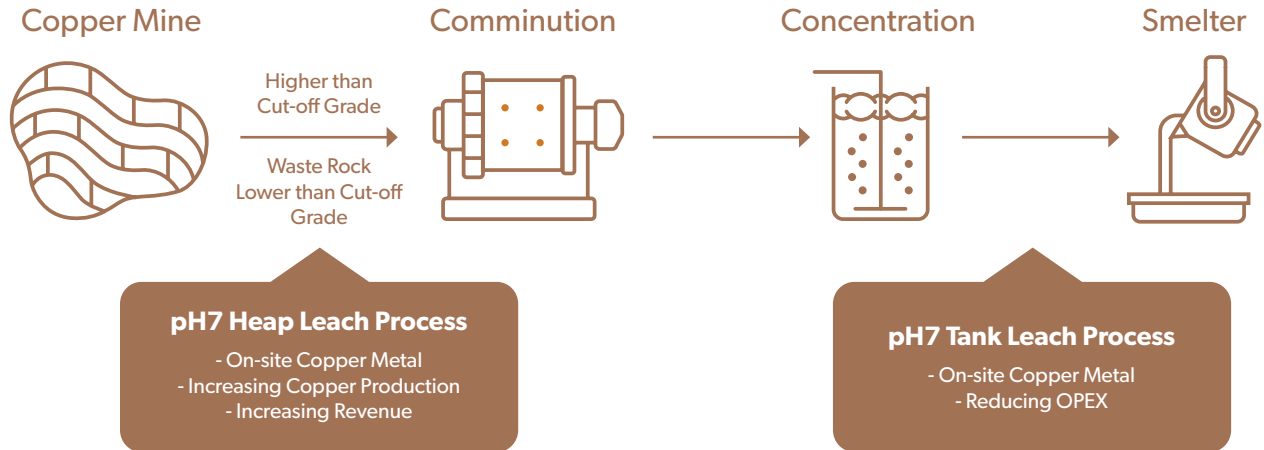 Copper Mine
Comminution
Concentration
Smelter
Higher than
Cut-off Grade
Waste Rock
Lower than Cut-off
Grade
pH7 Heap Leach Process
- On-site Copper Metal
- Increasing Copper Production
- Increasing Revenue
pH7 Tank Leach Process
- On-site Copper Metal
- Reducing OPEX